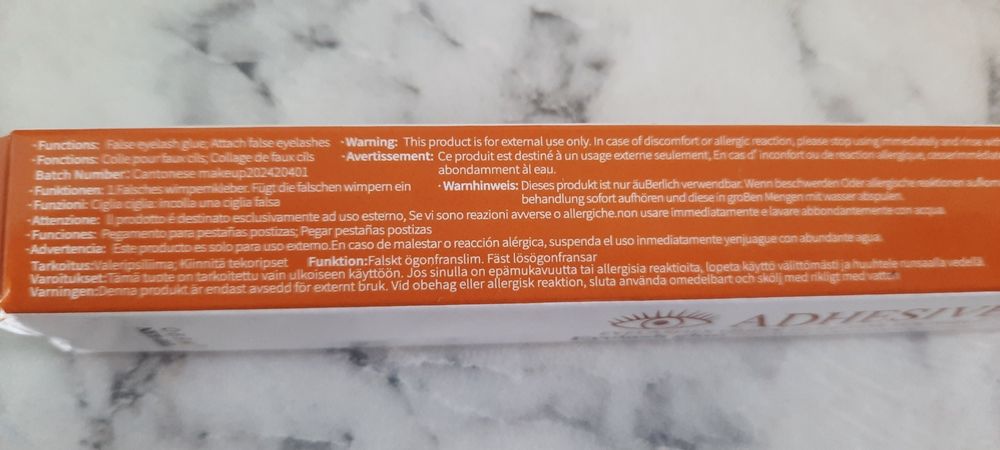 ·Functions: False eyelash glue; Attach false eyelashes ·Warning: This product is for external use only. In case of discomfort or allergic reaction, please stop using immediately and rinse with
·Fonctions: Colle pour faux cils, Collage de faux cils ·Avertissement: Ce produit est destiné à un usage externe seulement, En cas d' inconfort ou de reaction allergique,
abondamment àl eau.
Batch Number: Cantonese makeup202420401
·Funktionen: 1 Falsches wimpernkleber. Fügt die falschen wimpern ein ·Warnhinweis: Dieses produkt ist nur äuBerlich verwendbar. Wenn beschwerden Oder allergische reaktionen
behandlung sofort aufhören und diese in groBen Mengen mit wasser abspulen.
·Funzioni: Ciglia ciglia: incolla una ciglia falsa
·Attenzione: Il prodotto é destinato esclusivamente ad uso esterno, Se vi sono reazioni avverse o allergiche.non usare immediatamente e lavare abbondantemente con acqua.
·Funciones: Pegamento para pestañas postizas; Pegar pestañas postizas
·Advertencia: Este producto es solo para uso externo.En caso de malestar o reacción alérgica, suspenda el uso inmediatamente yenjuague con abundante agua.
Tarkoitus:Valeripsiliima; Kiinnitä tekoripset Funktion:Falskt ögonfranslim. Fäst lösögonfransar
Varoitukset:Tämä tuote on tarkoitettu vain ulkoiseen käyttöön. Jos sinulla on epämukavuutta tai allergisia reaktioita, lopeta käyttö välittömästi ja huuhtele runsaalla vedellä.
Varningen:Denna produkt är endast avsedd för externt bruk. Vid obehag eller allergisk reaktion, sluta använda omedelbart och skölj med rikligt med vatten
ADHESIVE